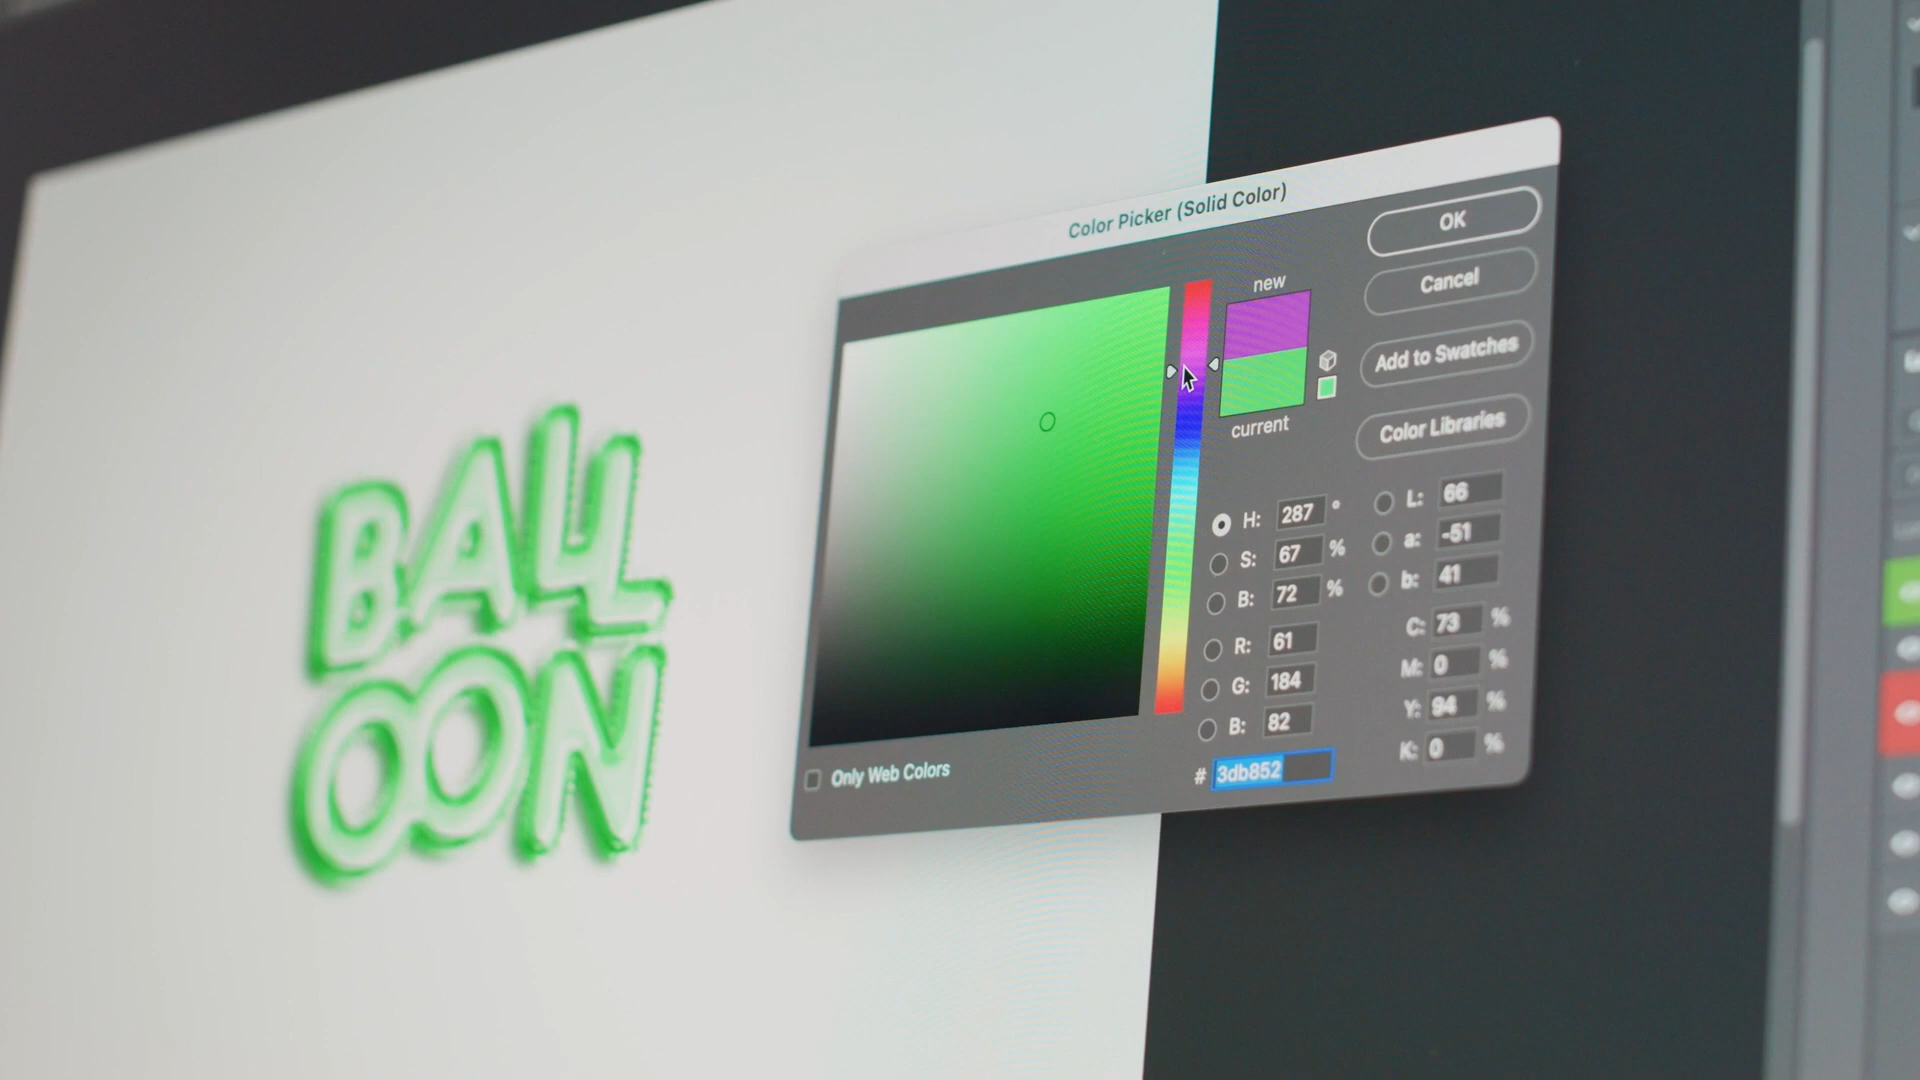 BALL
OON
Color Picker (Solid Color)
new
current
OK
Cancel
Add to Swatches
Color Libraries
H: 287 °
S: 67 %
B: 72 %
R: 61
G: 184
B: 82
# 3db852
L: 66
a: -51
b: 41
C: 73 %
M: 0 %
Y: 94 %
K: 0 %
Only Web Colors